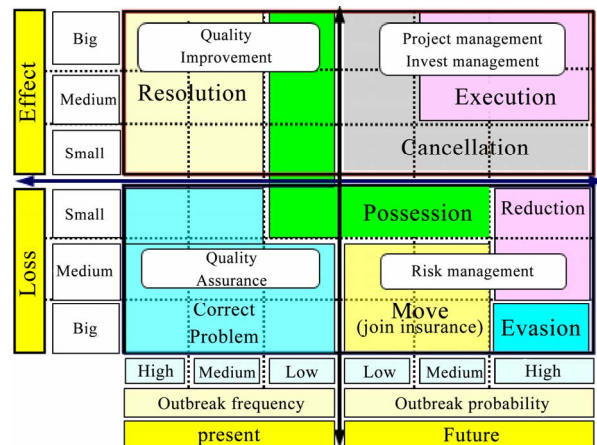 Effect
Big
Medium
Small
Quality
Improvement
Resolution
Project management
Invest management
Execution
Cancellation
Loss
Small
Medium
Big
Possession
Reduction
Quality
Assurance
Correct
Problem
Risk management
Move
(join insurance)
Evasion
High
Medium
Low
Low
Medium
High
Outbreak frequency
Outbreak probability
present
Future